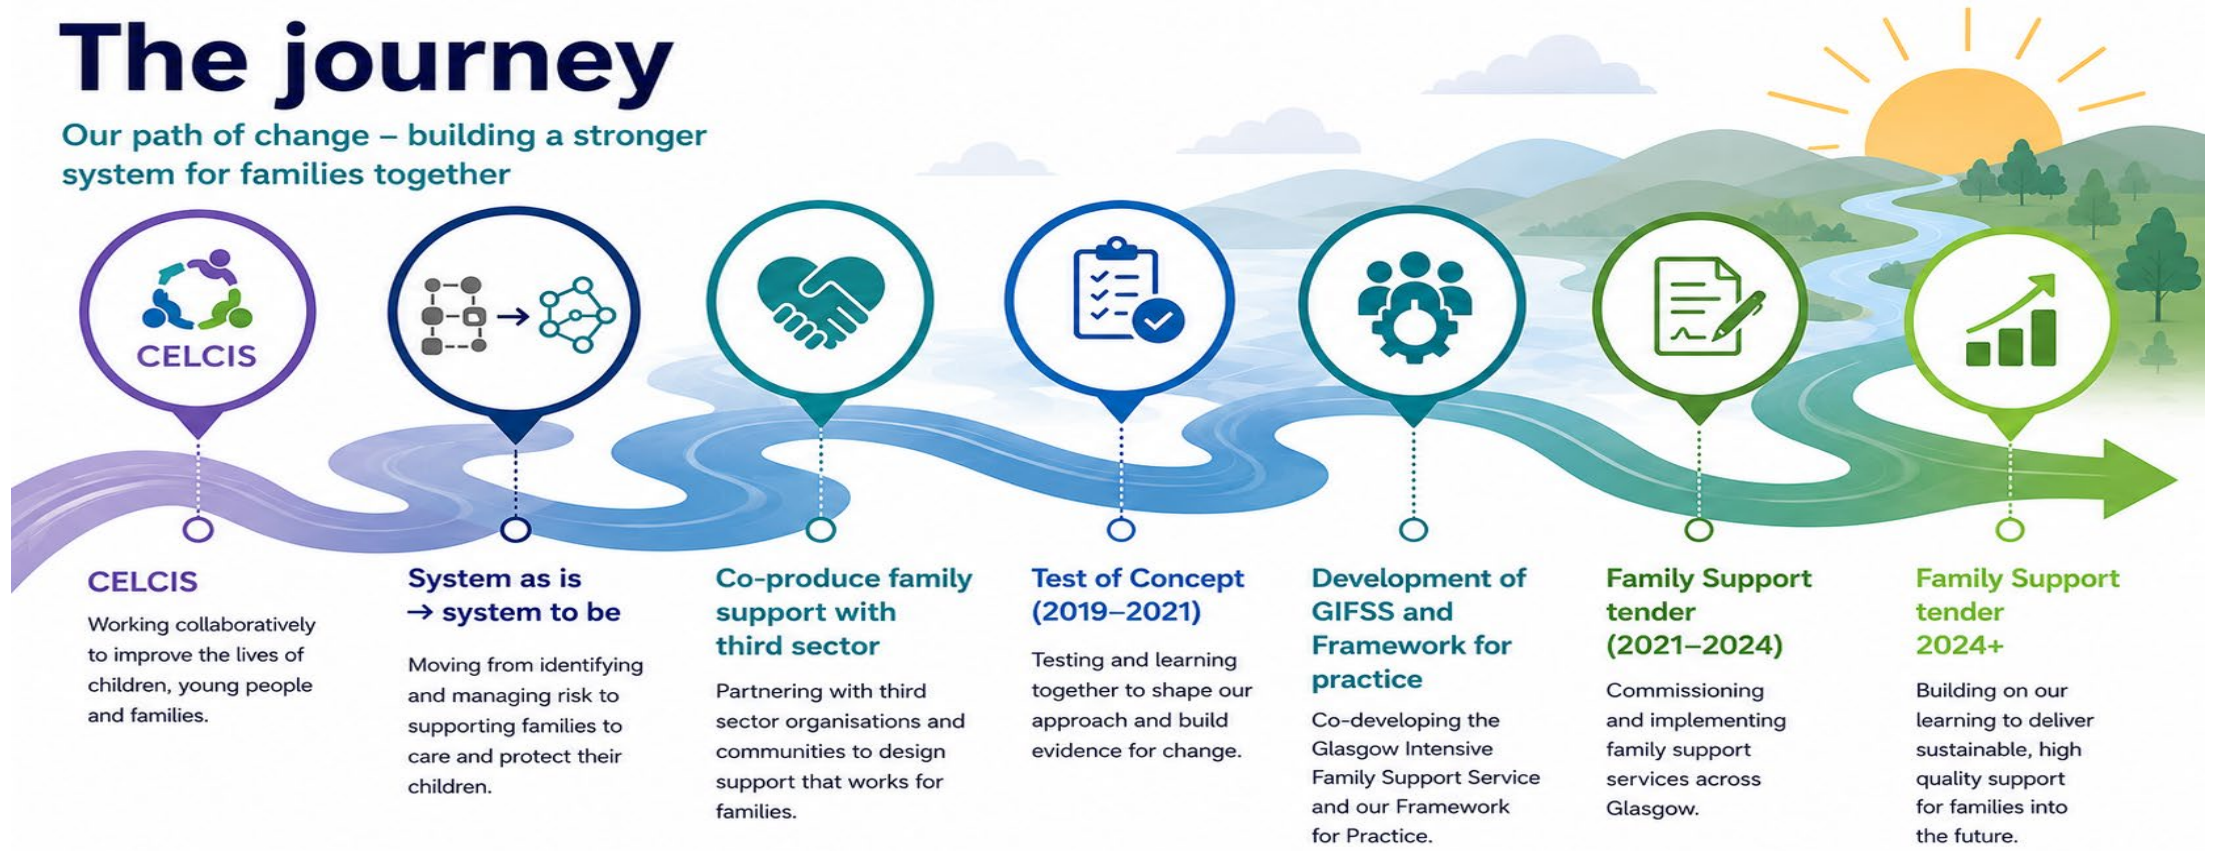 The journey
Our path of change – building a stronger
system for families together
CELCIS
CELCIS
Working collaboratively
to improve the lives of
children, young people
and families.
System as is
→ system to be
Moving from identifying
and managing risk to
supporting families to
care and protect their
children.
Co-produce family
support with
third sector
Partnering with third
sector organisations and
communities to design
support that works for
families.
Test of Concept
(2019–2021)
Testing and learning
together to shape our
approach and build
evidence for change.
Development of
GIFSS and
Framework for
practice
Co-developing the
Glasgow Intensive
Family Support Service
and our Framework
for Practice.
Family Support
tender
(2021–2024)
Commissioning
and implementing
family support
services across
Glasgow.
Family Support
tender
2024+
Building on our
learning to deliver
sustainable, high
quality support
for families into
the future.